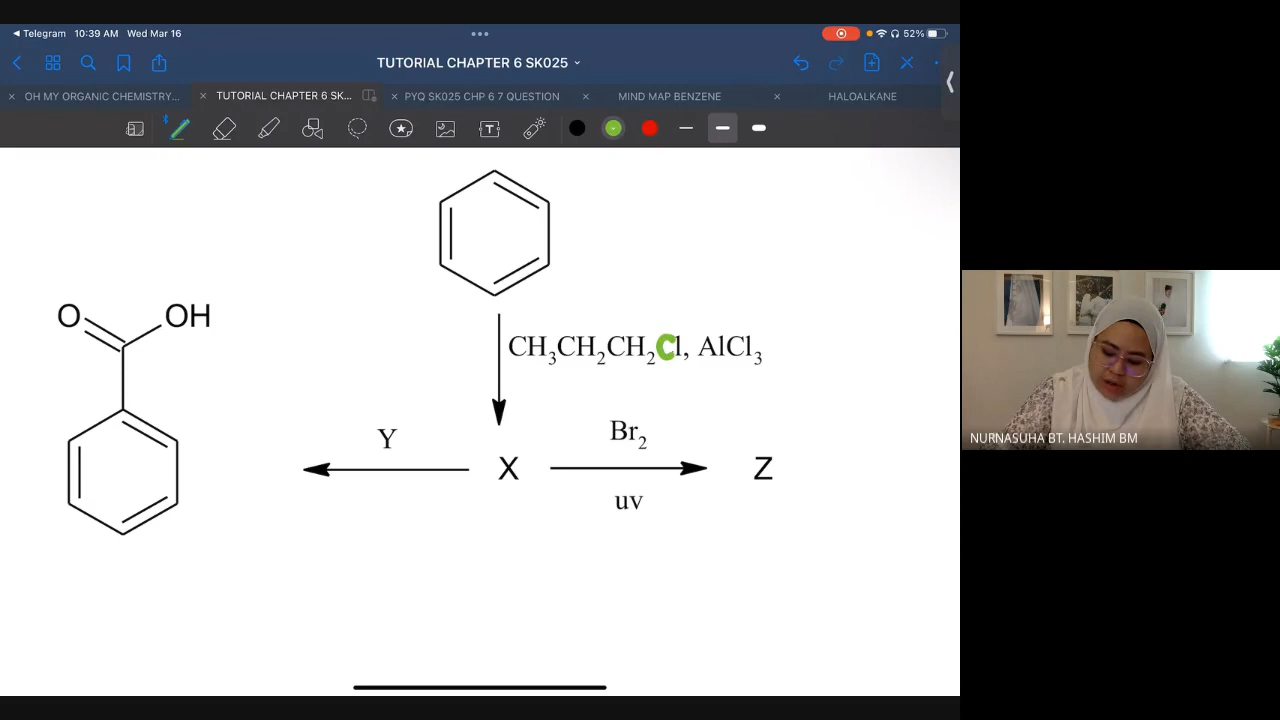 Telegram 10:39 AM Wed Mar 16 52%
TUTORIAL CHAPTER 6 SK025
OH MY ORGANIC CHEMISTRY... TUTORIAL CHAPTER 6 SK... PYQ SK025 CHP 6 7 QUESTION MIND MAP BENZENE HALOALKANE
O OH
CH₃CH₂CH₂Cl, AlCl₃
Y Br₂
X Z
uv
NURNASUHA BT. HASHIM BM